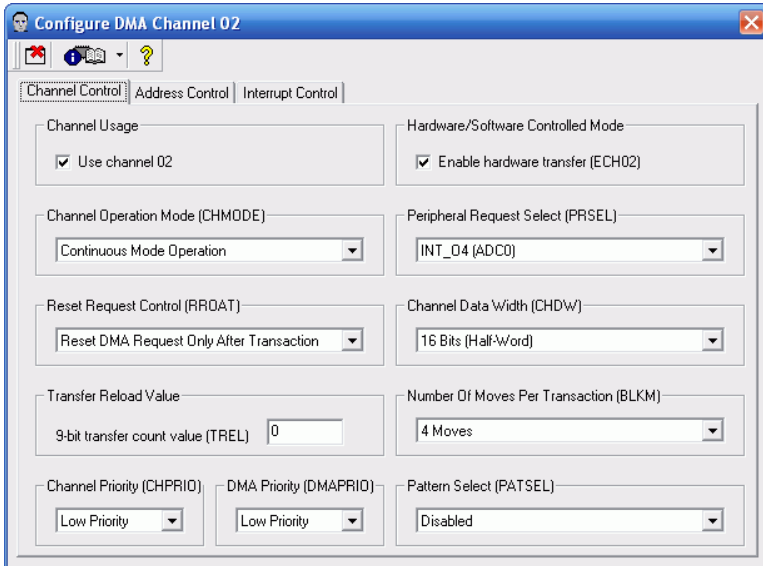 Configure DMA Channel 02
Channel Control Address Control Interrupt Control
Channel Usage
Use channel 02
Hardware/Software Controlled Mode
Enable hardware transfer (ECH02)
Channel Operation Mode (CHMODE)
Continuous Mode Operation
Peripheral Request Select (PRSEL)
INT_O4 (ADC0)
Reset Request Control (RROAT)
Reset DMA Request Only After Transaction
Channel Data Width (CHDW)
16 Bits (Half-Word)
Transfer Reload Value
9-bit transfer count value (TREL) 0
Number Of Moves Per Transaction (BLKM)
4 Moves
Channel Priority (CHPRIO)
Low Priority
DMA Priority (DMAPRIO)
Low Priority
Pattern Select (PATSEL)
Disabled